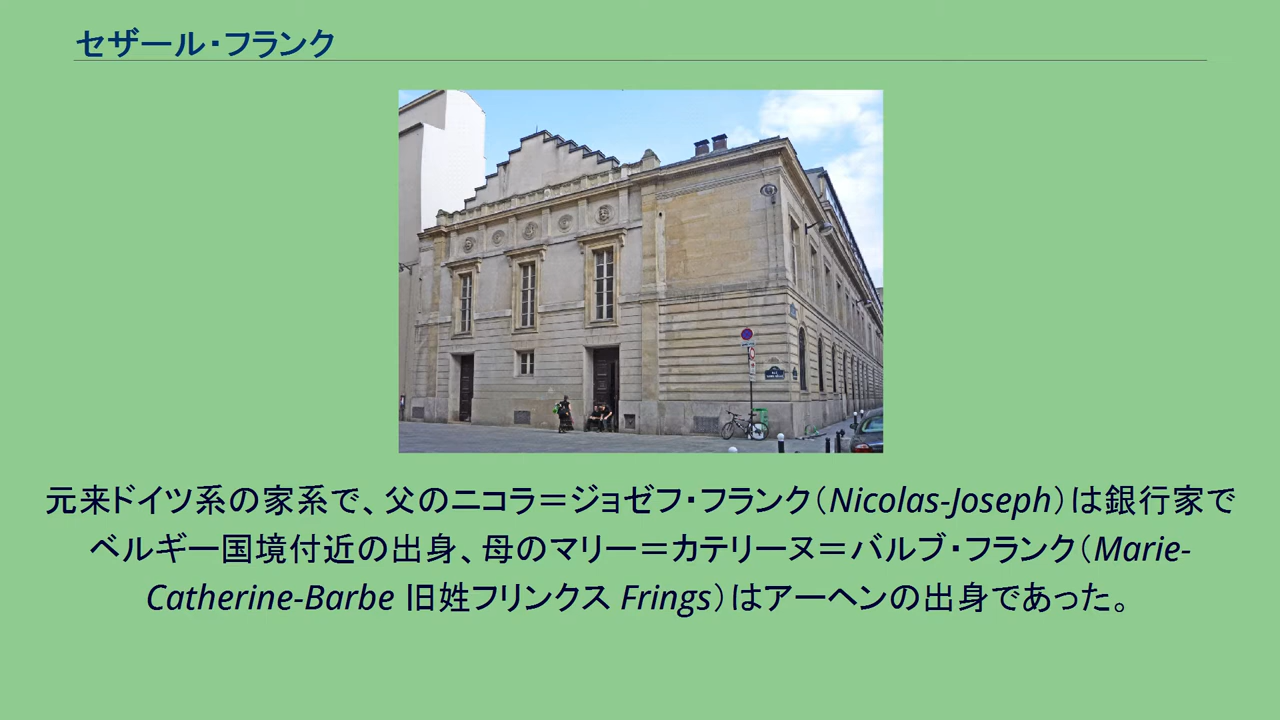 セザール・フランク
元来ドイツ系の家系で、父のニコラ＝ジョゼフ・フランク（Nicolas-Joseph）は銀行家で
ベルギー国境付近の出身、母のマリー＝カテリーヌ＝バルブ・フランク（Marie-
Catherine-Barbe 旧姓フリンクス Frings）はアーヘンの出身であった。